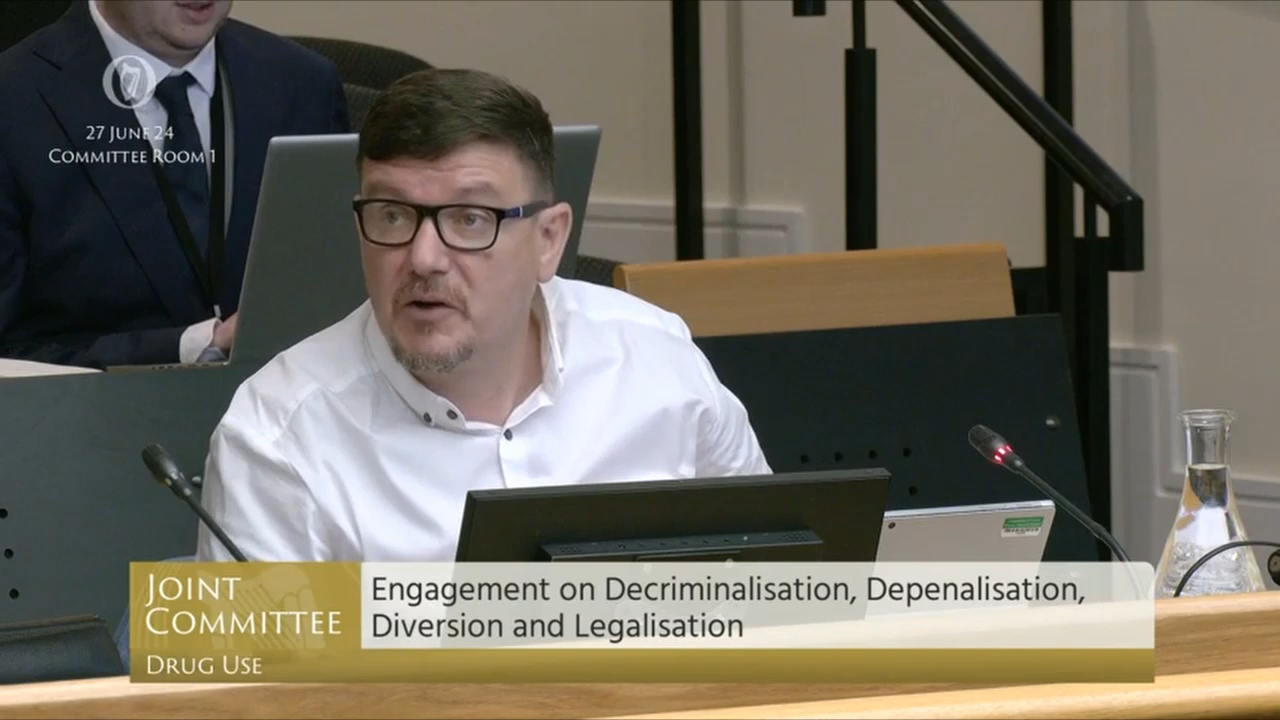 27 June 24
Committee Room 1
Joint
Committee
Drug Use
Engagement on Decriminalisation, Depenalisation,
Diversion and Legalisation